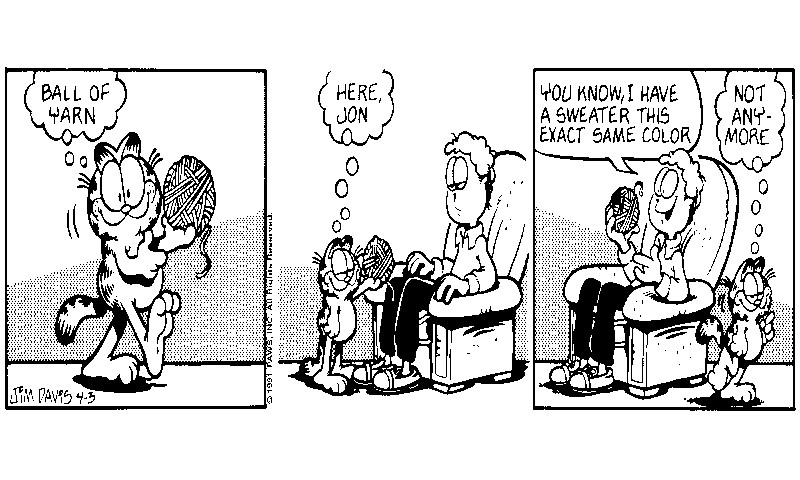 BALL OF
YARN
JIM DAVIS 4-3
© 1991 PAWS, INC. All Rights Reserved.
HERE,
JON
YOU KNOW, I HAVE
A SWEATER THIS
EXACT SAME COLOR
NOT
ANY-
MORE